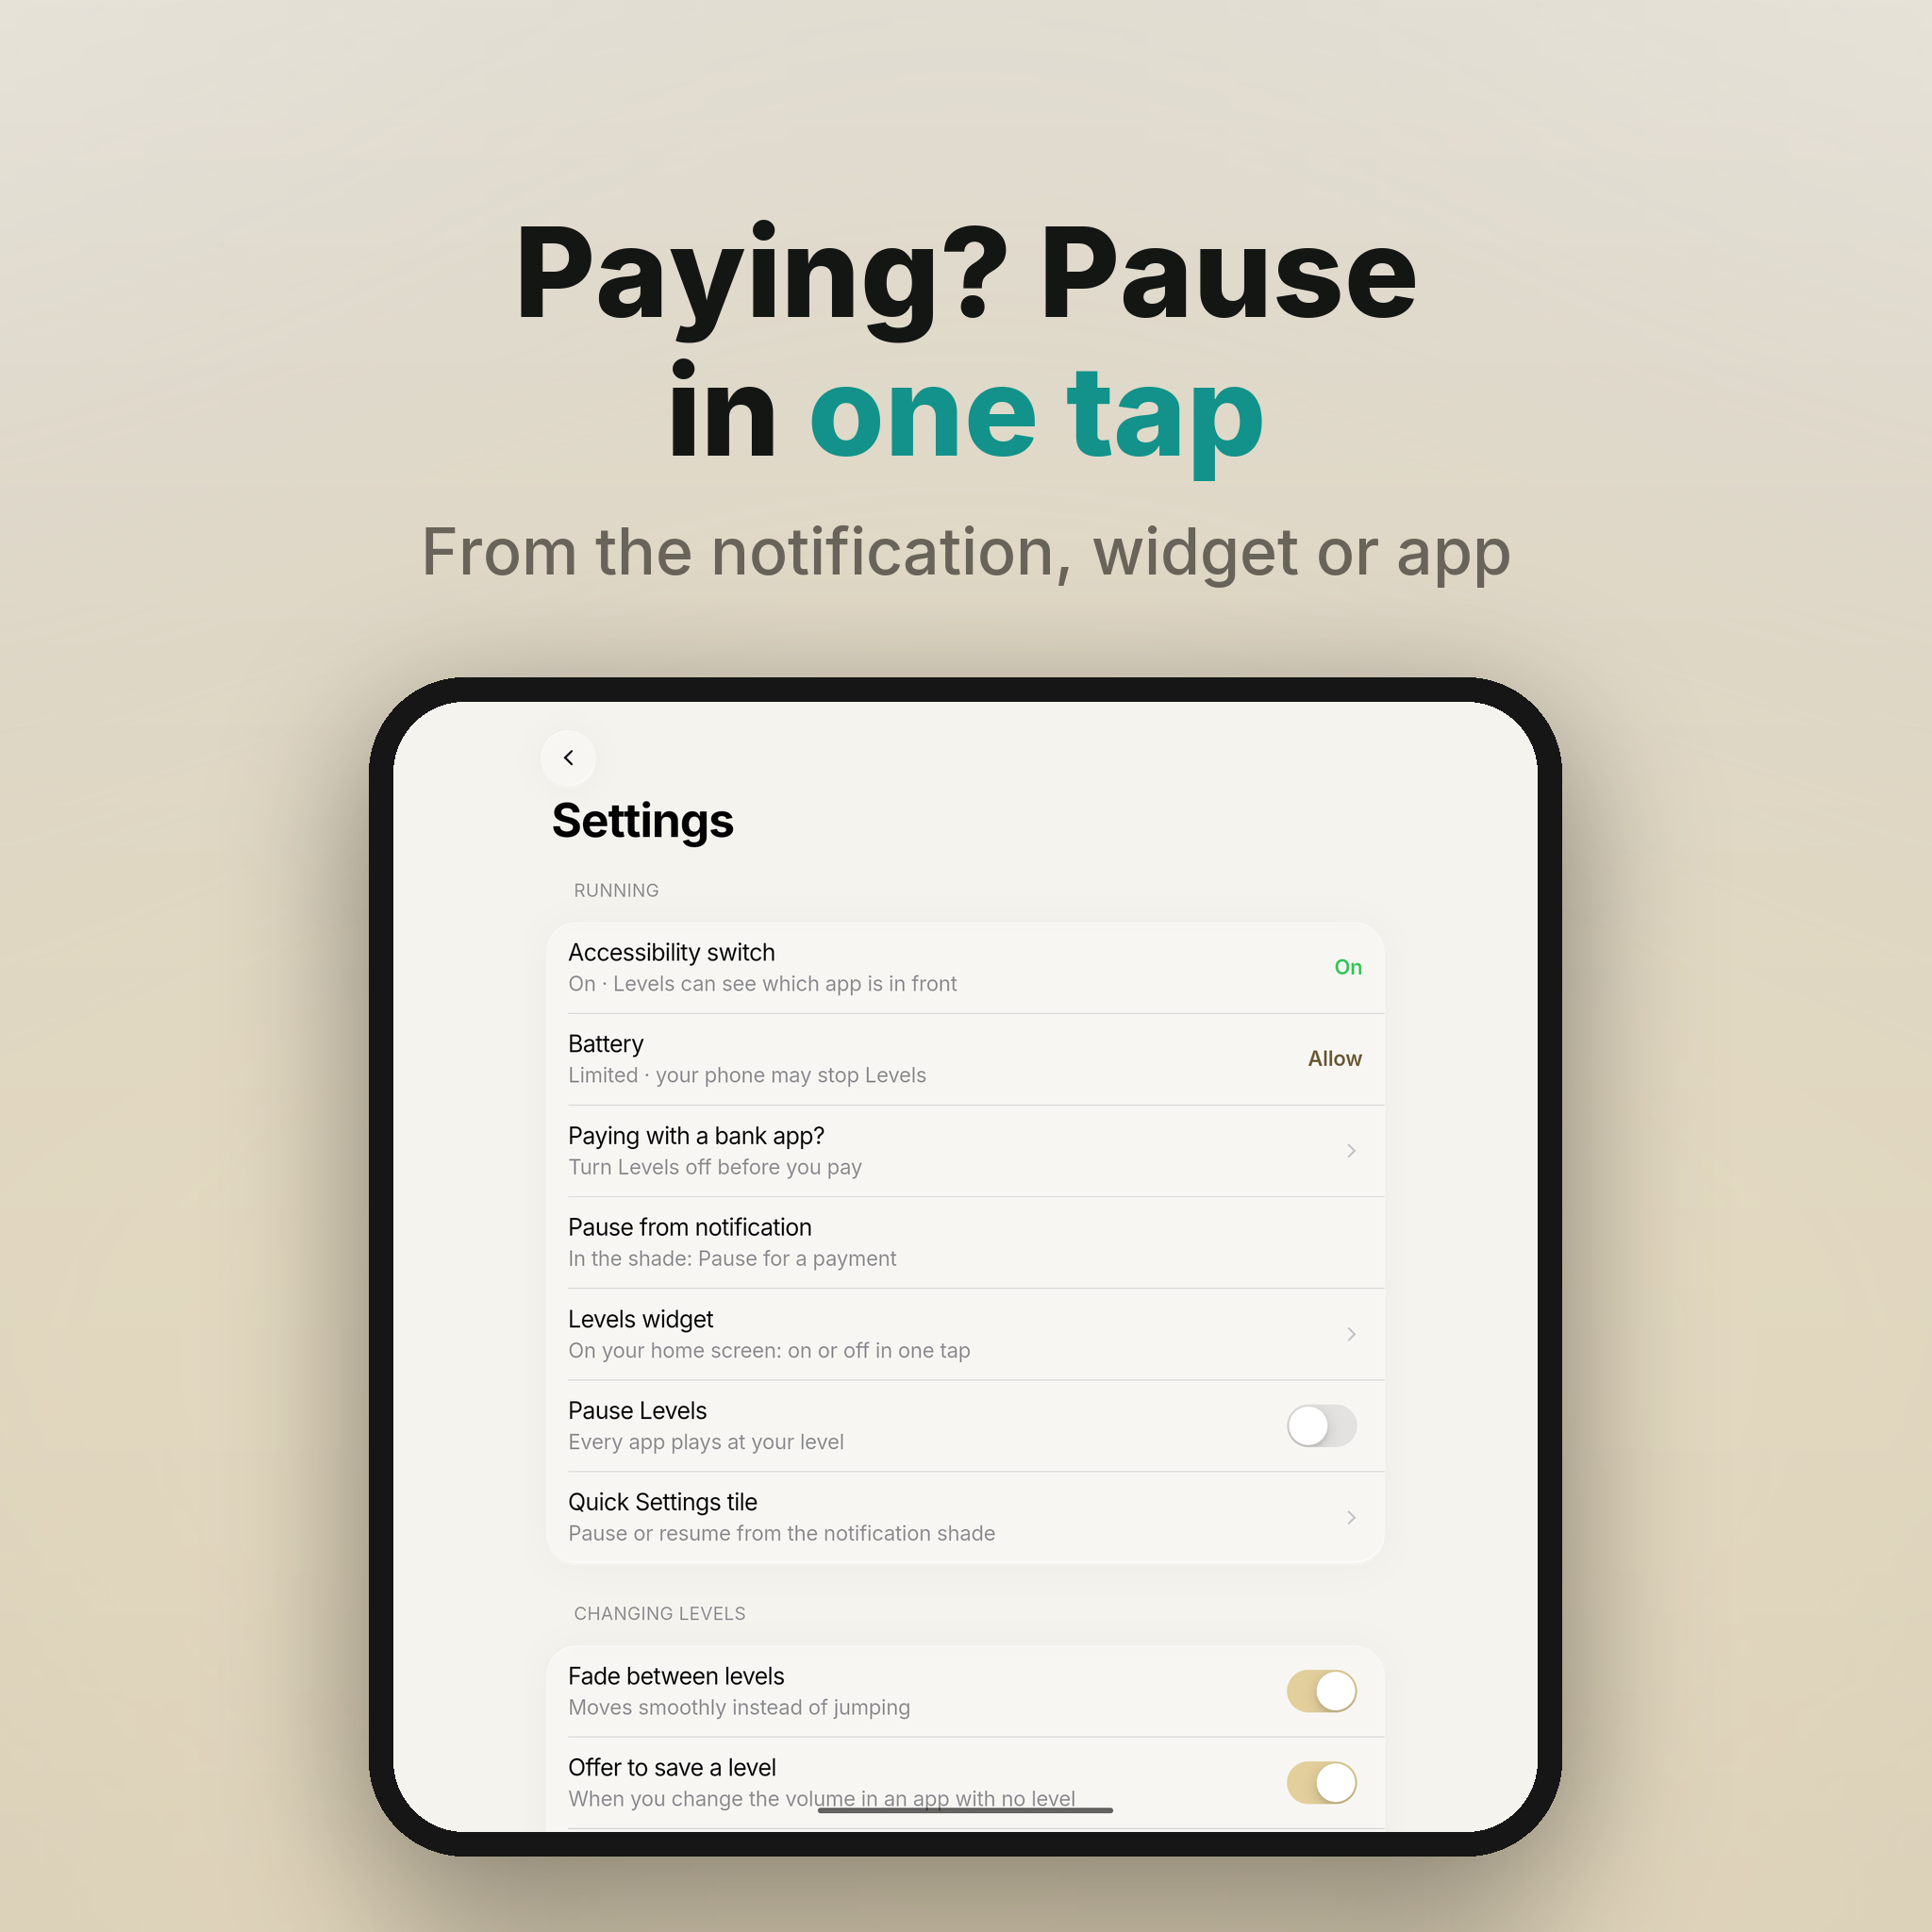 Paying? Pause
in one tap
From the notification, widget or app
Settings
RUNNING
Accessibility switch
On · Levels can see which app is in front
On
Battery
Limited · your phone may stop Levels
Allow
Paying with a bank app?
Turn Levels off before you pay
Pause from notification
In the shade: Pause for a payment
Levels widget
On your home screen: on or off in one tap
Pause Levels
Every app plays at your level
Quick Settings tile
Pause or resume from the notification shade
CHANGING LEVELS
Fade between levels
Moves smoothly instead of jumping
Offer to save a level
When you change the volume in an app with no level